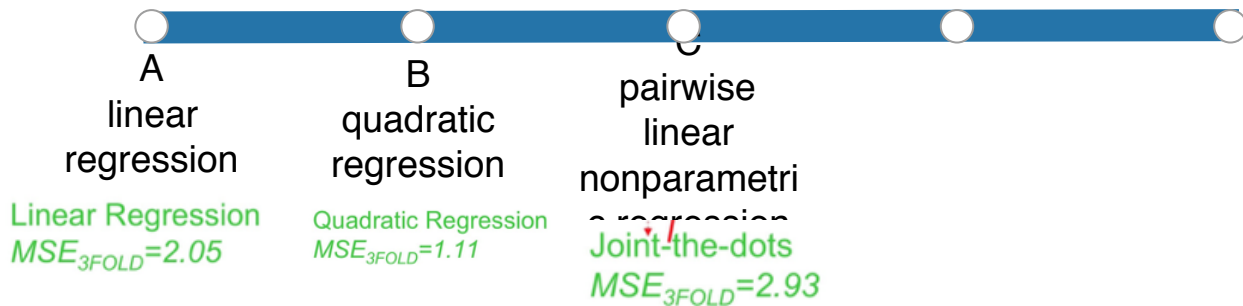 A
linear
regression
Linear Regression
MSE3FOLD=2.05
B
quadratic
regression
Quadratic Regression
MSE3FOLD=1.11
C
pairwise
linear
nonparametri
c regression
Joint-the-dots
MSE3FOLD=2.93